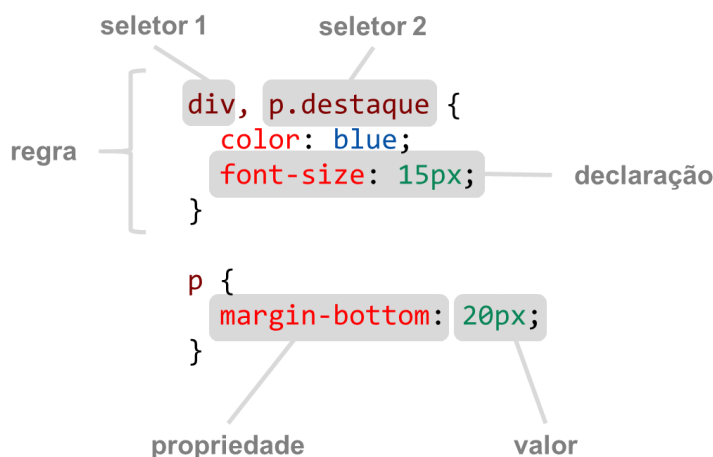 seletor 1 seletor 2
div, p.destaque {
color: blue;
regra
font-size: 15px; declaração
}
p {
margin-bottom: 20px;
}
propriedade valor